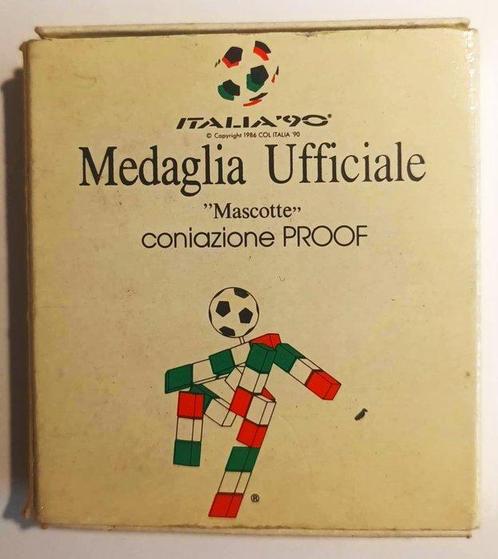 ITALIA'90
© Copyright 1986 COL ITALIA '90
Medaglia Ufficiale
"Mascotte"
coniazione PROOF
®